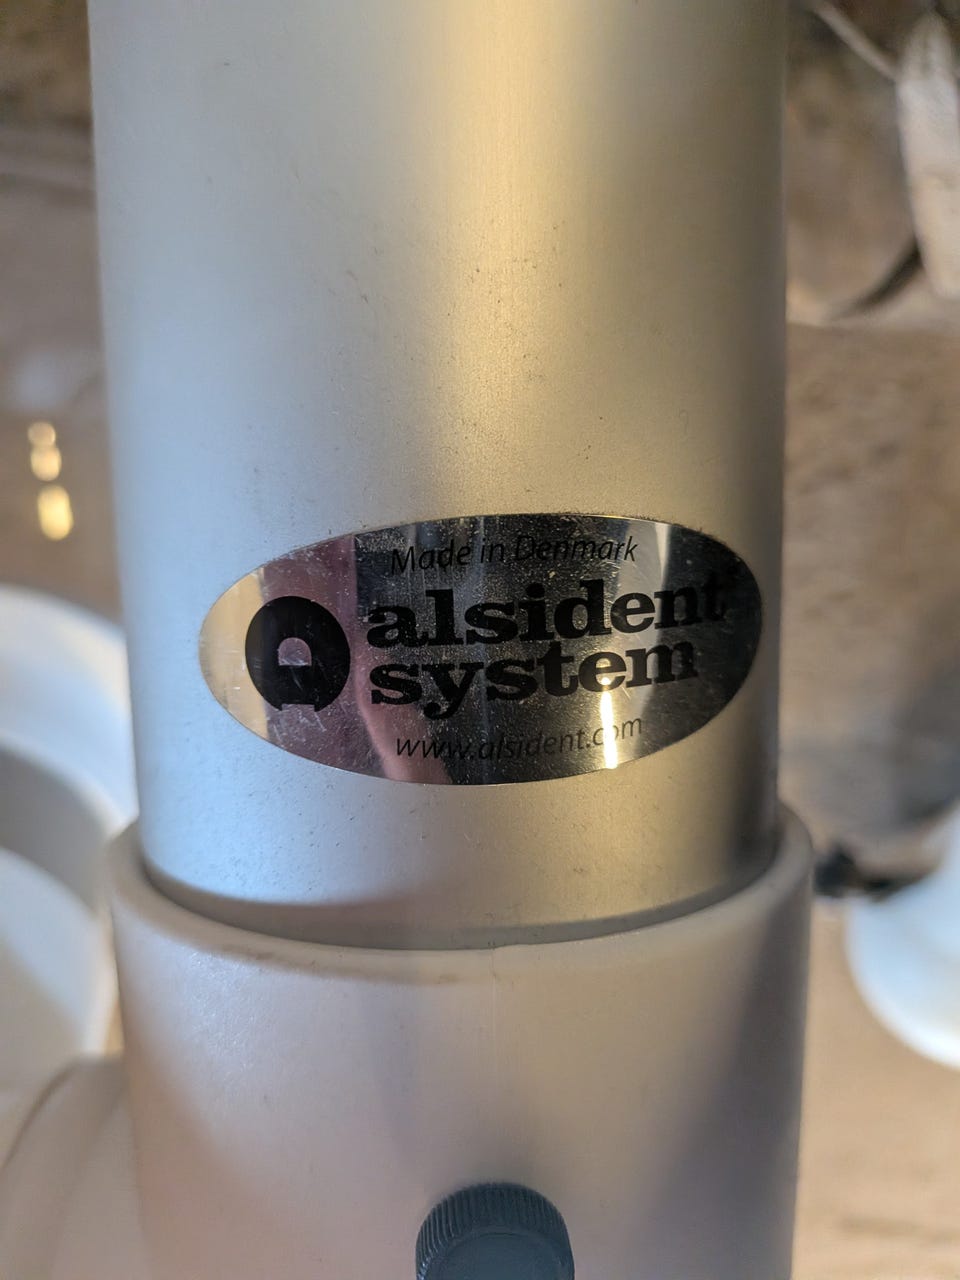 Made in Denmark
alsident®
system
www.alsident.com